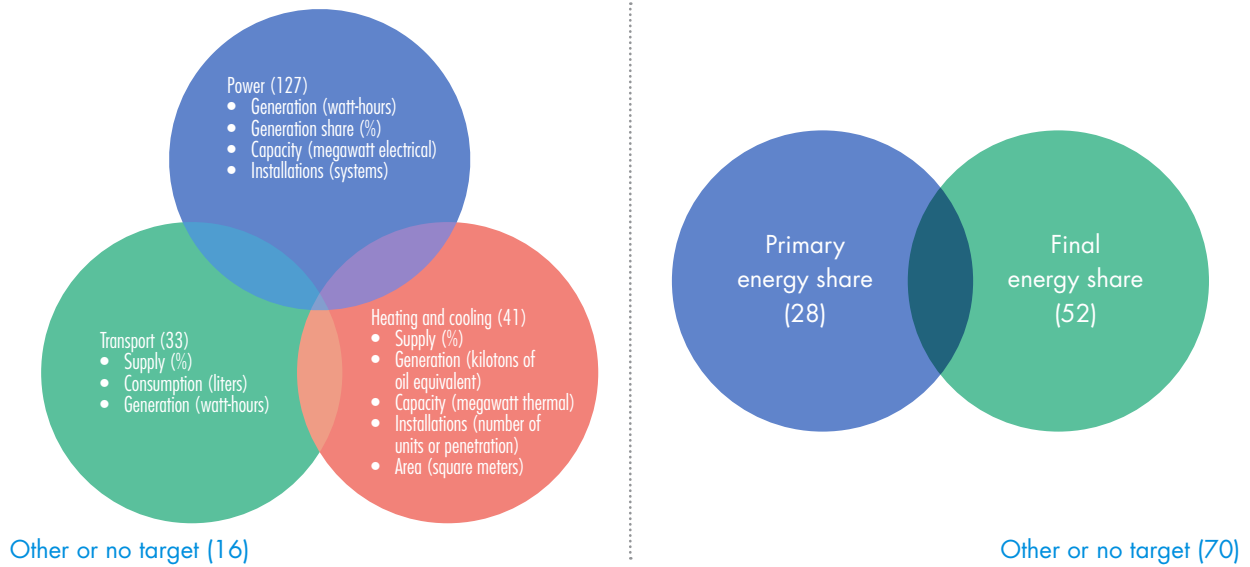 Power (127)
• Generation (watt-hours)
• Generation share (%)
• Capacity (megawatt electrical)
• Installations (systems)
Transport (33)
• Supply (%)
• Consumption (liters)
• Generation (watt-hours)
Heating and cooling (41)
• Supply (%)
• Generation (kilotons of
oil equivalent)
• Capacity (megawatt thermal)
• Installations (number of
units or penetration)
• Area (square meters)
Other or no target (16)
Primary
energy share
(28)
Final
energy share
(52)
Other or no target (70)